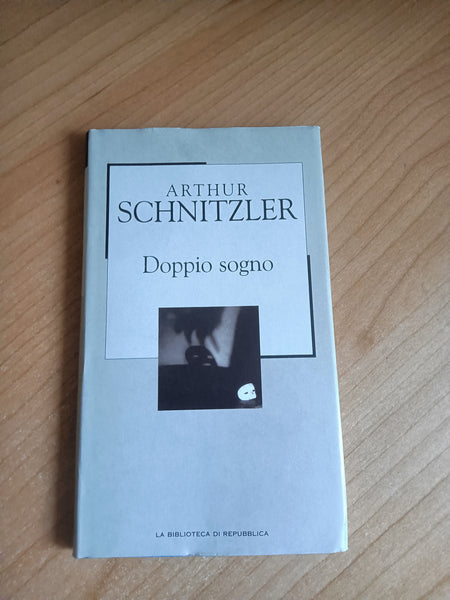 ARTHUR
SCHNITZLER
Doppio sogno
LA BIBLIOTECA DI REPUBBLICA